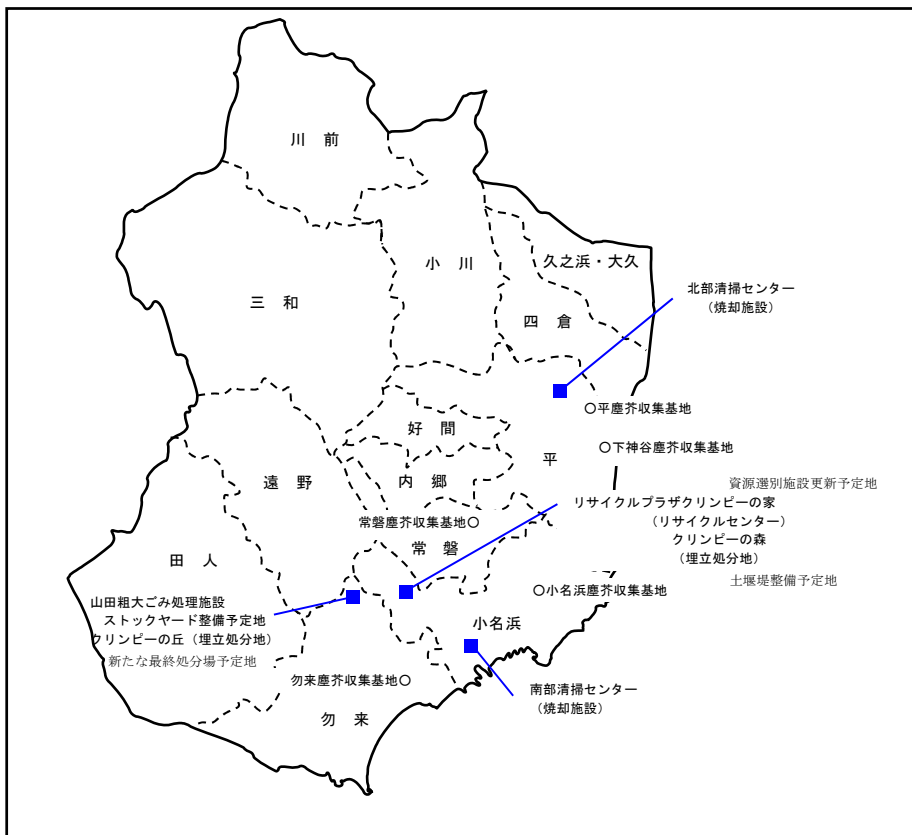 川 前
小 川
久之浜・大久
三 和
四 倉
北部清掃センター
（焼却施設）
○平塵芥収集基地
好 間
平
○下神谷塵芥収集基地
遠 野
内 郷
資源選別施設更新予定地
リサイクルプラザクリンピーの家
（リサイクルセンター）
クリンピーの森
（埋立処分地）
土堰堤整備予定地
常磐塵芥収集基地○
常 磐
田 人
山田粗大ごみ処理施設
ストックヤード整備予定地
クリンピーの丘（埋立処分地）
新たな最終処分場予定地
○小名浜塵芥収集基地
小名浜
勿来塵芥収集基地○
勿 来
南部清掃センター
（焼却施設）